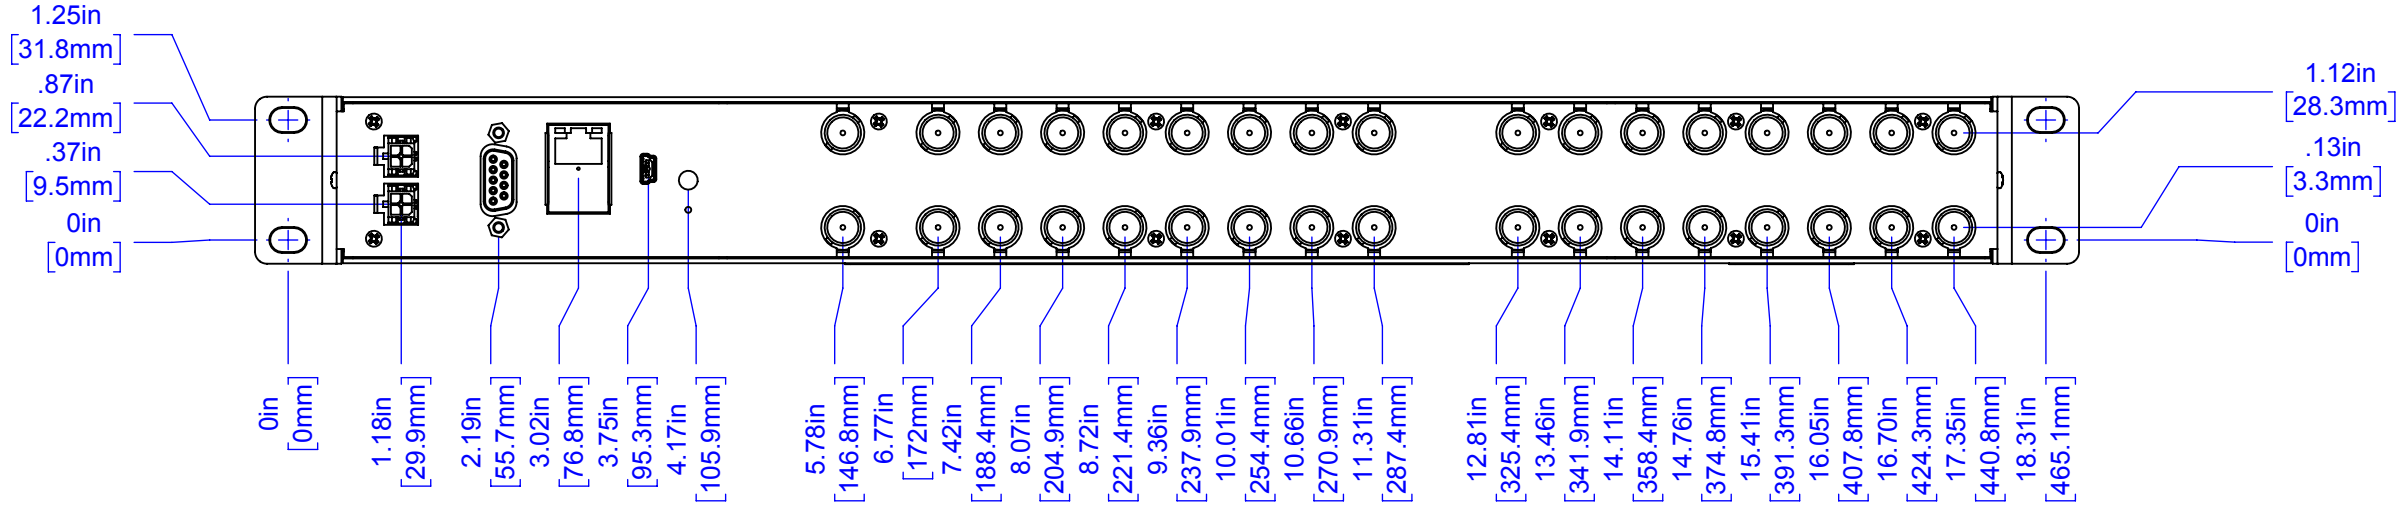 1.25in
[31.8mm]
.87in
[22.2mm]
.37in
[9.5mm]
0in
[0mm]
1.12in
[28.3mm]
.13in
[3.3mm]
0in
[0mm]
0in
[0mm]
1.18in
[29.9mm]
2.19in
[55.7mm]
3.02in
[76.8mm]
3.75in
[95.3mm]
4.17in
[105.9mm]
5.78in
[146.8mm]
6.77in
[172mm]
7.42in
[188.4mm]
8.07in
[204.9mm]
8.72in
[221.4mm]
9.36in
[237.9mm]
10.01in
[254.4mm]
10.66in
[270.9mm]
11.31in
[287.4mm]
12.81in
[325.4mm]
13.46in
[341.9mm]
14.11in
[358.4mm]
14.76in
[374.8mm]
15.41in
[391.3mm]
16.05in
[407.8mm]
16.70in
[424.3mm]
17.35in
[440.8mm]
18.31in
[465.1mm]